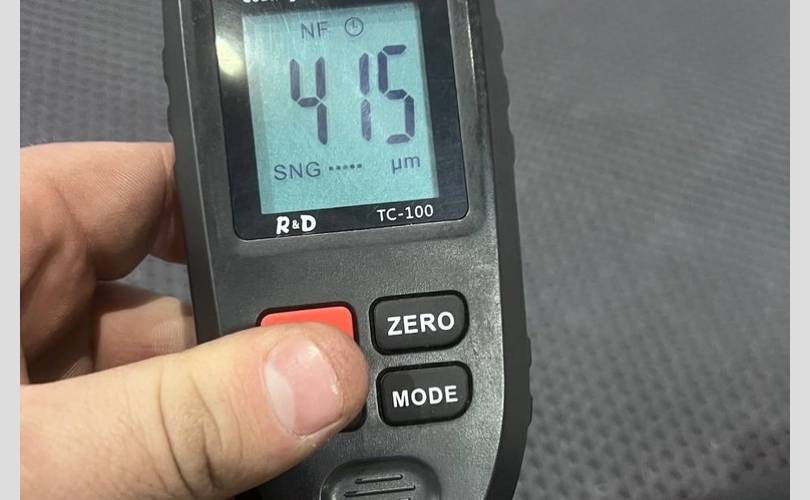 NF
415
SNG ----- µm
R&D TC-100
ZERO
MODE